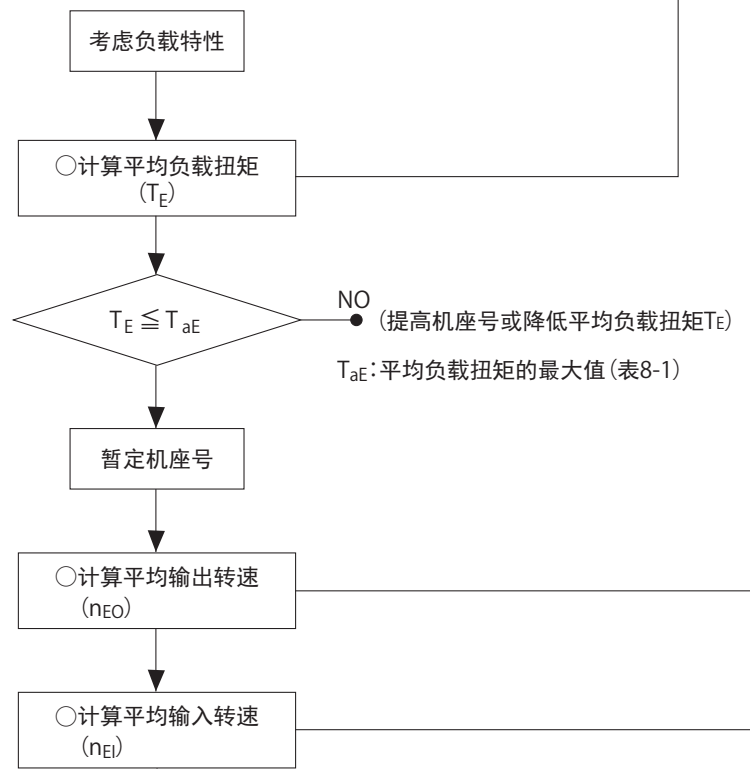 考虑负载特性
○计算平均负载扭矩
(TE)
TE ≦ TaE
NO
(提高机座号或降低平均负载扭矩TE)
TaE:平均负载扭矩的最大值(表8-1)
暂定机座号
○计算平均输出转速
(nEO)
○计算平均输入转速
(nEI)